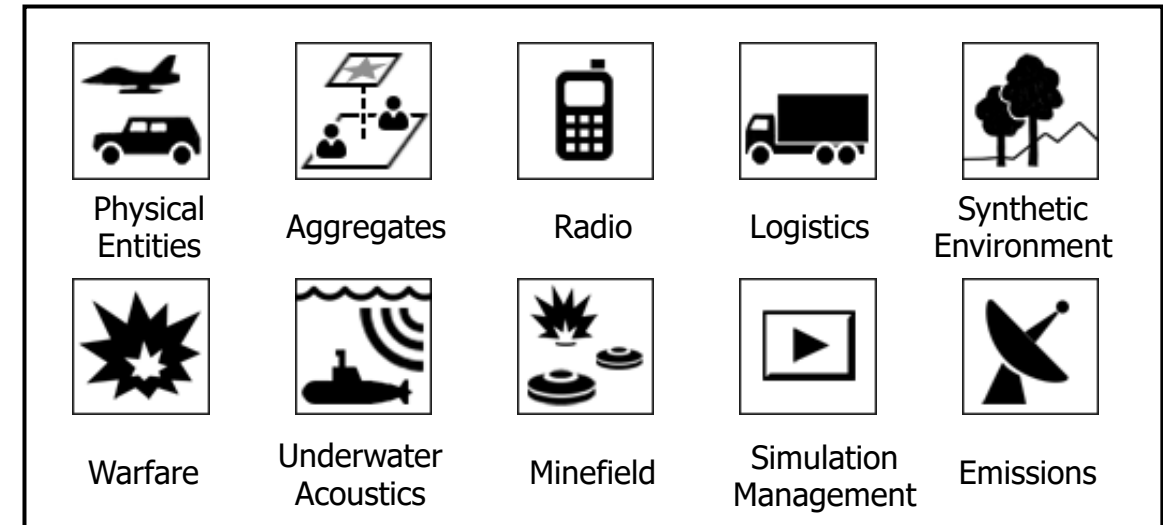 Physical
Entities
Aggregates
Radio
Logistics
Synthetic
Environment
Warfare
Underwater
Acoustics
Minefield
Simulation
Management
Emissions